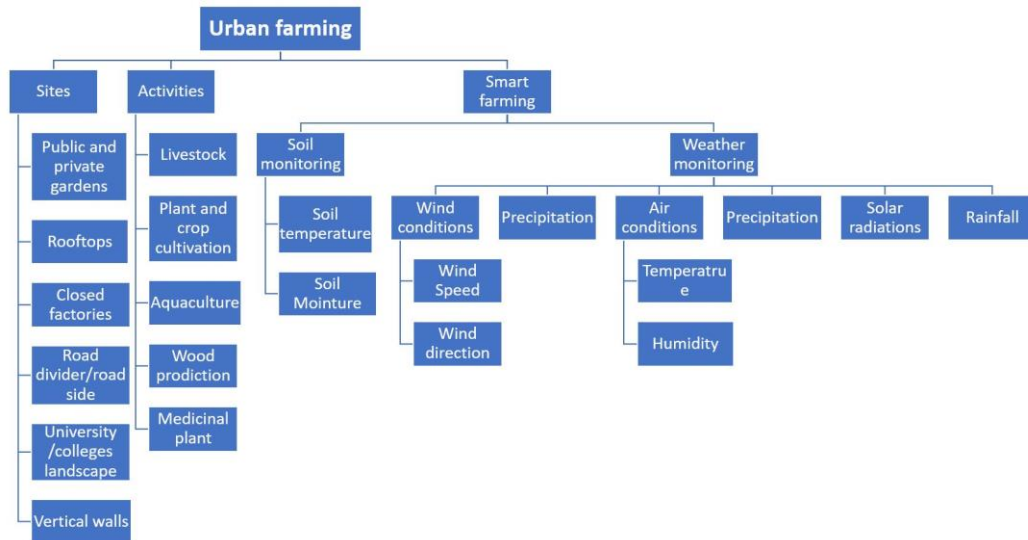 Urban farming
Sites
Activities
Smart
farming
Public and
private
gardens
Livestock
Soil
monitoring
Weather
monitoring
Rooftops
Plant and
crop
cultivation
Soil
temperature
Wind
conditions
Precipitation
Air
conditions
Precipitation
Solar
radiations
Rainfall
Closed
factories
Aquaculture
Soil
Mointure
Wind
Speed
Temperatru
e
Road
divider/road
side
Wood
prodiction
Wind
direction
Humidity
University
/colleges
landscape
Medicinal
plant
Vertical walls